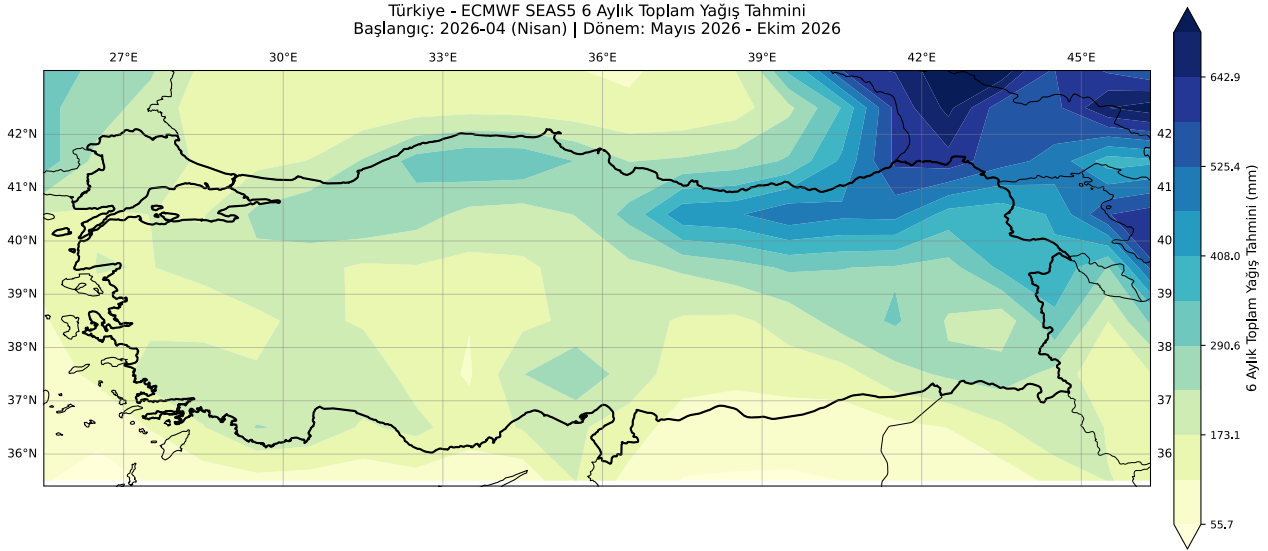 Türkiye - ECMWF SEAS5 6 Aylık Toplam Yağış Tahmini
Başlangıç: 2026-04 (Nisan) | Dönem: Mayıs 2026 - Ekim 2026
27°E 30°E 33°E 36°E 39°E 42°E 45°E
42°N
41°N
40°N
39°N
38°N
37°N
36°N
42
41
40
39
38
37
36
642.9
525.4
408.0
290.6
173.1
55.7
6 Aylık Toplam Yağış Tahmini (mm)